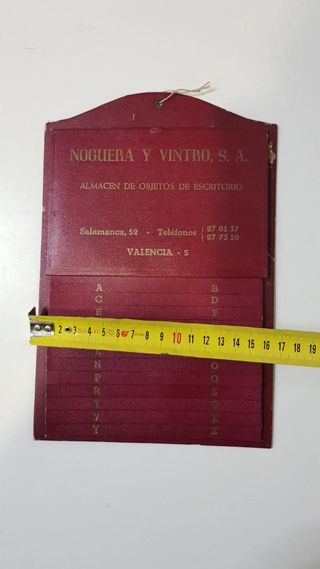 NOGUERA Y VINTRO, S. A.
ALMACEN DE OBJETOS DE ESCRITORIO
Salamanca, 52 - Teléfonos { 27 01 37
27 73 10
VALENCIA - 5
A B
C D
E F
2 3 4 5 6 7 8 9 10 11 12 13 14 15 16 17 18 19
L
N O
P Q
R S
T U
V X
Y Z